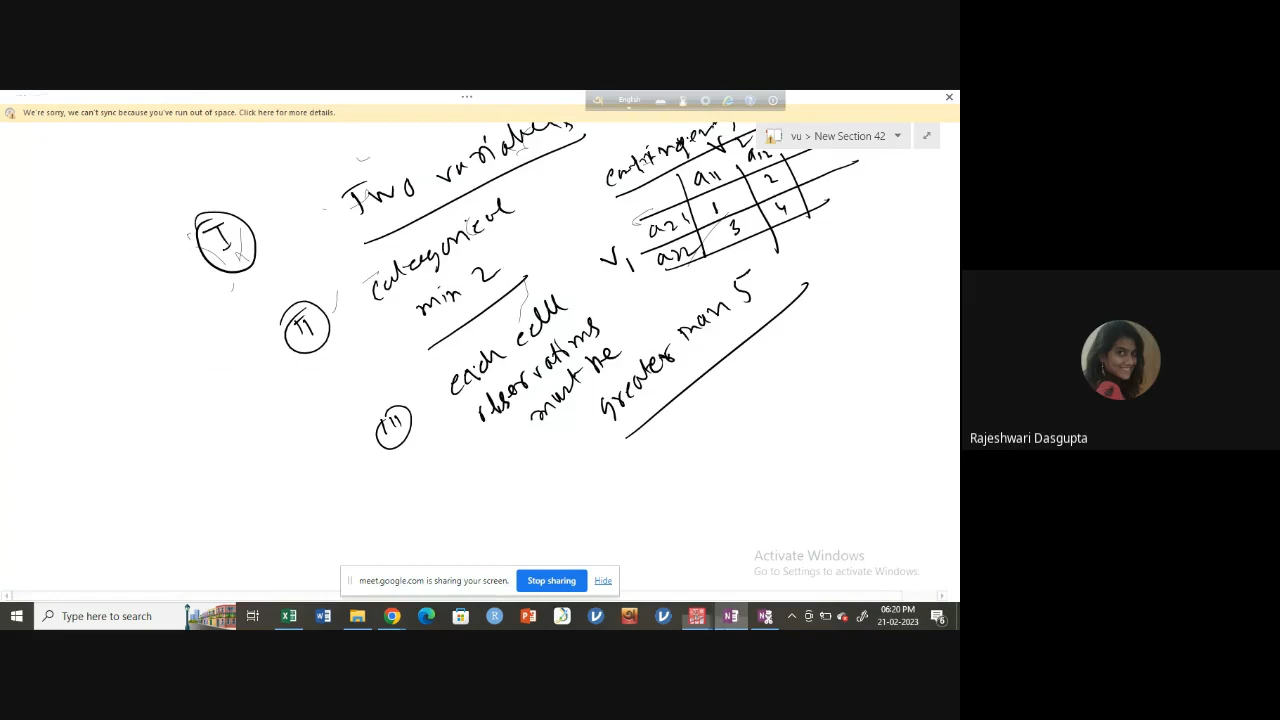 We're sorry, we can't sync because you've run out of space. Click here for more details.
English
vu > New Section 42
Two variables
I
V2
a11 a12
a21 1 2
V1 a22 3 4
categorical
min 2
II
each cell
observations
must be
greater than 5
III
Rajeshwari Dasgupta
Activate Windows
Go to Settings to activate Windows.
meet.google.com is sharing your screen. Stop sharing Hide
Type here to search
06:20 PM
21-02-2023
6